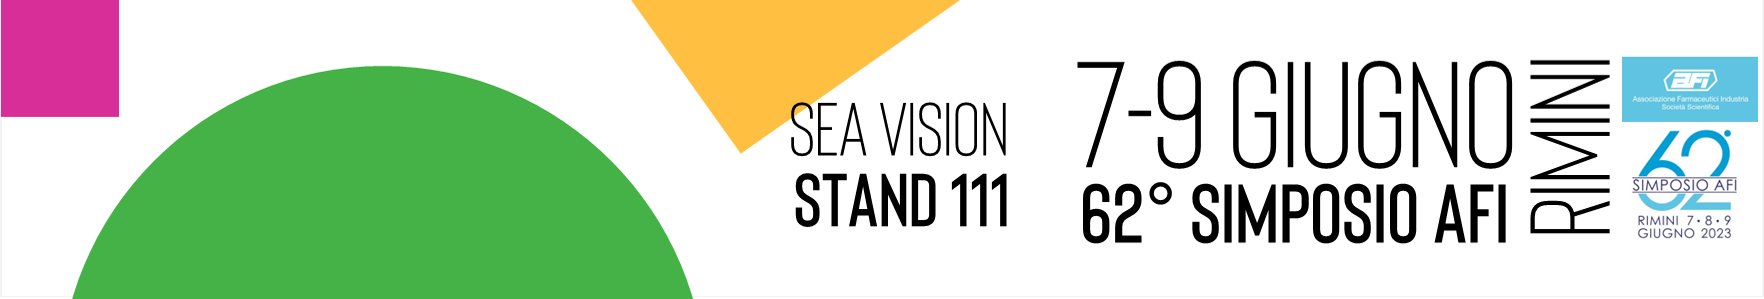 SEA VISION
STAND 111
7-9 GIUGNO
62° SIMPOSIO AFI
RIMINI
AFI
Associazione Farmaceutici Industria
Società Scientifica
62°
SIMPOSIO AFI
RIMINI 7•8•9
GIUGNO 2023